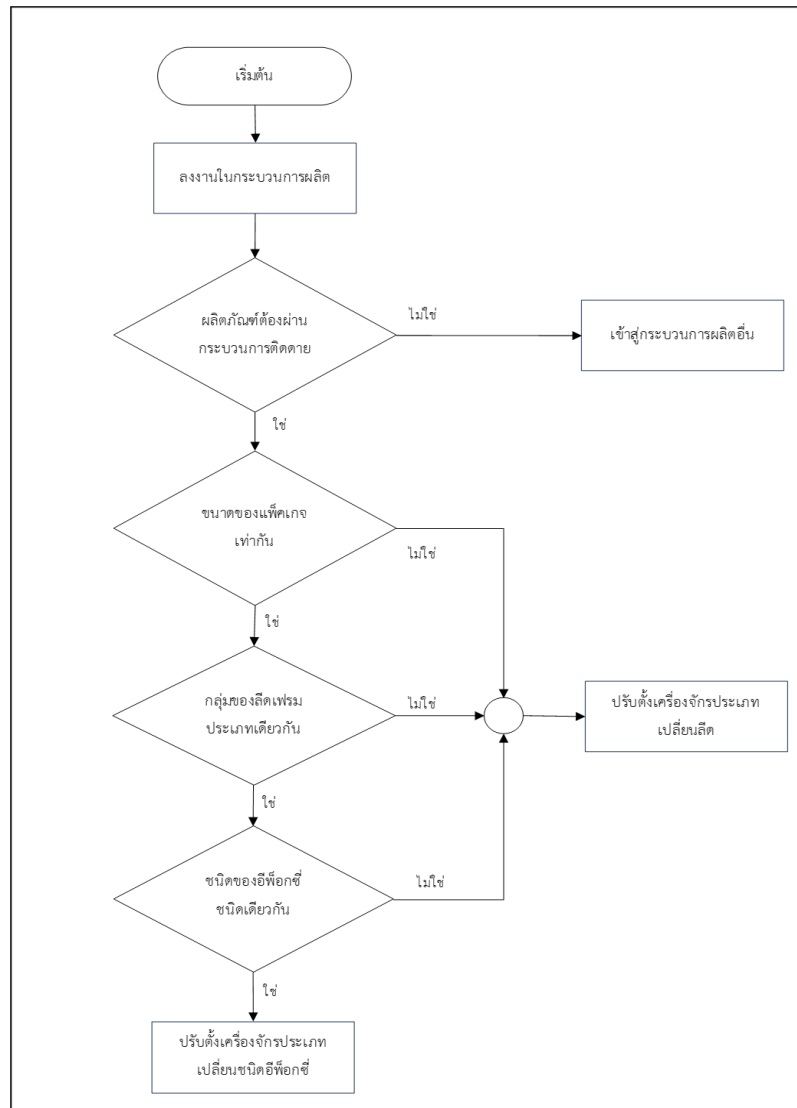 เริ่มต้น
ลงงานในกระบวนการผลิต
ผลิตภัณฑ์ต้องผ่าน
กระบวนการติดดาย
ไม่ใช่
เข้าสู่กระบวนการผลิตอื่น
ใช่
ขนาดของแพ็คเกจ
เท่ากัน
ไม่ใช่
ใช่
กลุ่มของลีดเฟรม
ประเภทเดียวกัน
ไม่ใช่
ปรับตั้งเครื่องจักรประเภท
เปลี่ยนลีด
ใช่
ชนิดของอีพ็อกซี่
ชนิดเดียวกัน
ไม่ใช่
ใช่
ปรับตั้งเครื่องจักรประเภท
เปลี่ยนชนิดอีพ็อกซี่